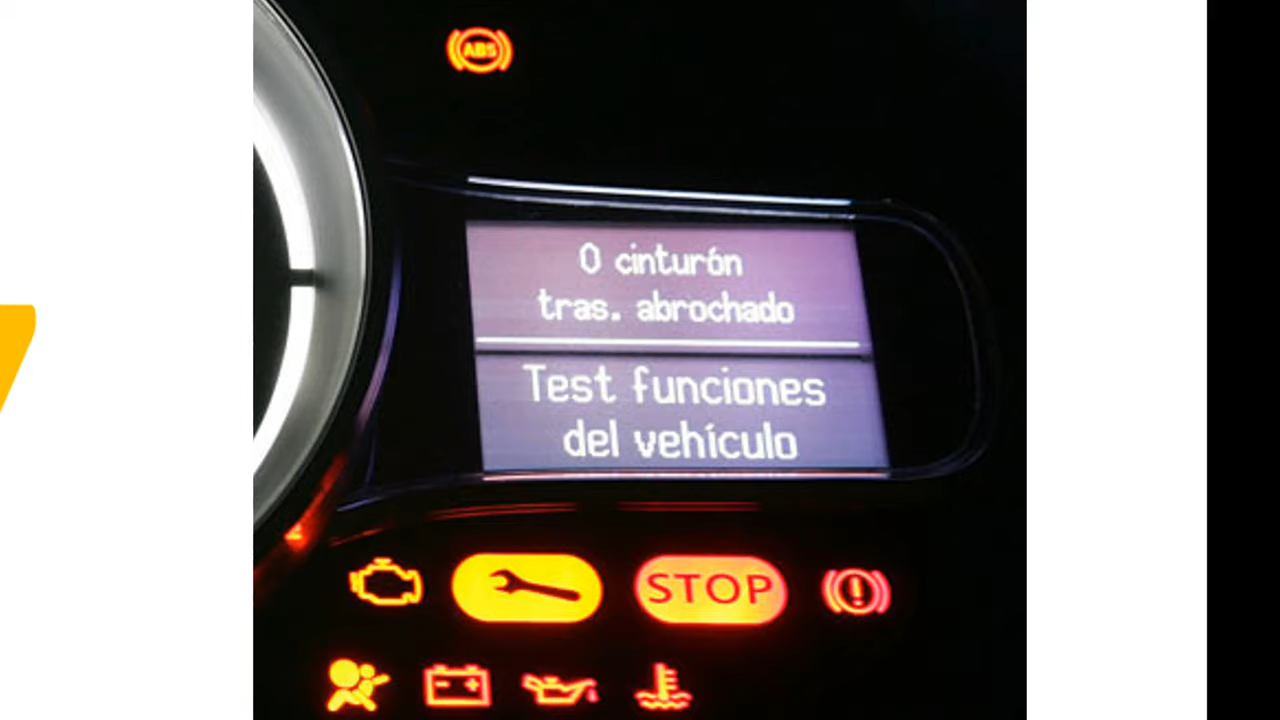 ABS
0 cinturón
tras. abrochado
Test funciones
del vehículo
STOP